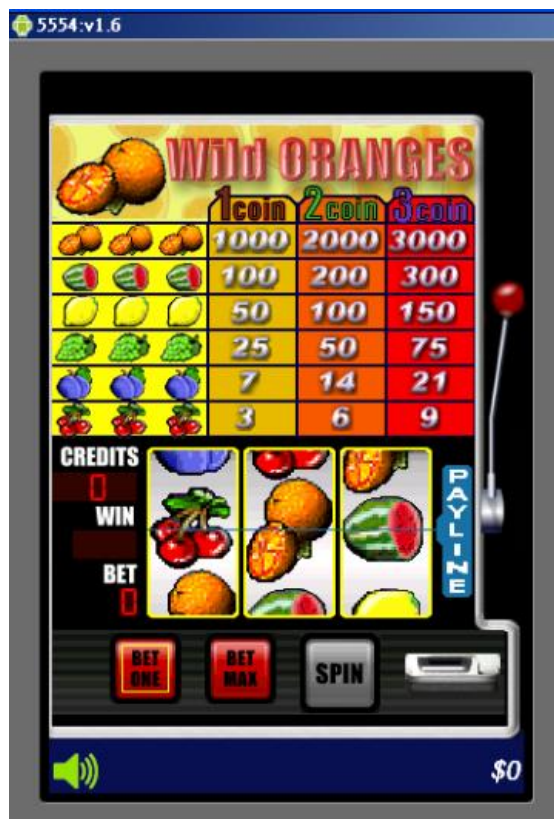 5554:v1.6
Wild ORANGES
1coin 2coin 3coin
1000 2000 3000
100 200 300
50 100 150
25 50 75
7 14 21
3 6 9
CREDITS
0
WIN
BET
0
PAYLINE
BET ONE
BET MAX
SPIN
$0